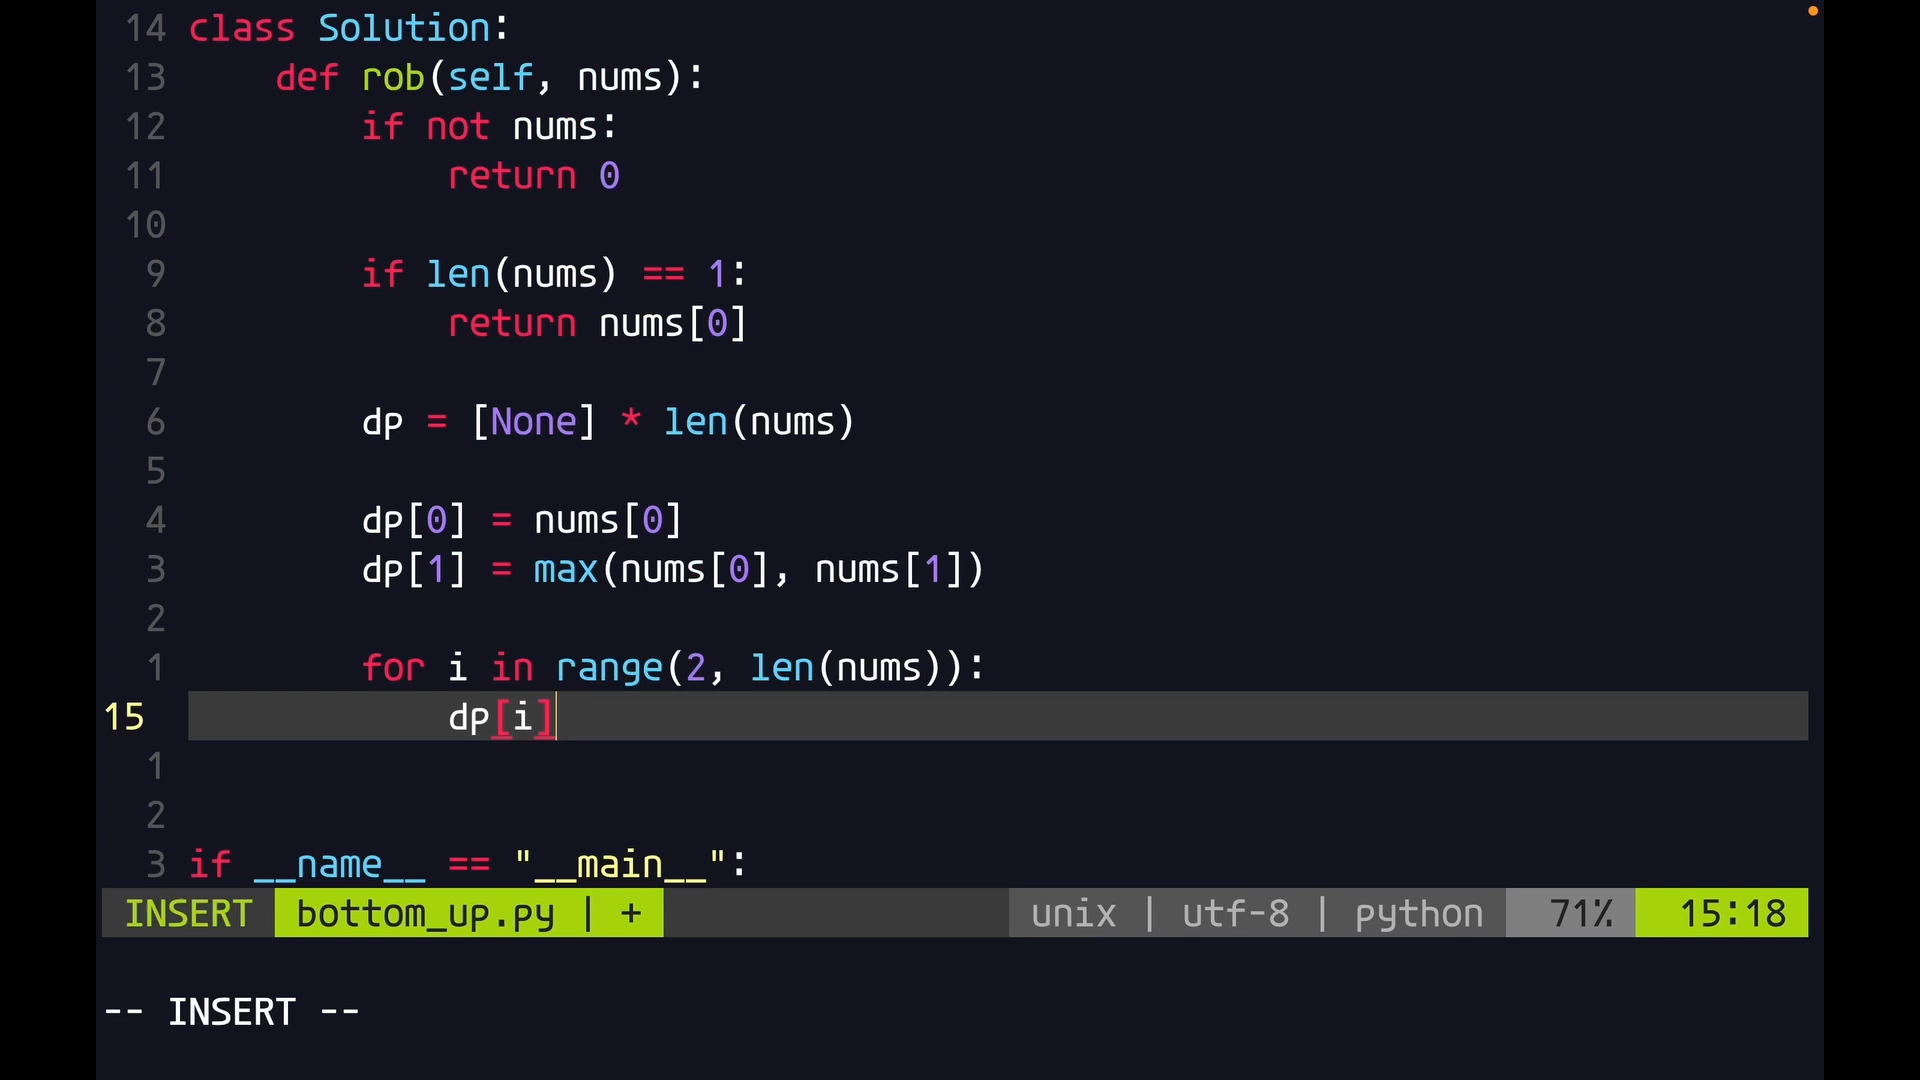 14 class Solution:
13 def rob(self, nums):
12 if not nums:
11 return 0
10
9 if len(nums) == 1:
8 return nums[0]
7
6 dp = [None] * len(nums)
5
4 dp[0] = nums[0]
3 dp[1] = max(nums[0], nums[1])
2
1 for i in range(2, len(nums)):
15 dp[i]
1
2
3 if __name__ == "__main__":
INSERT bottom_up.py | + unix | utf-8 | python 71% 15:18
-- INSERT --